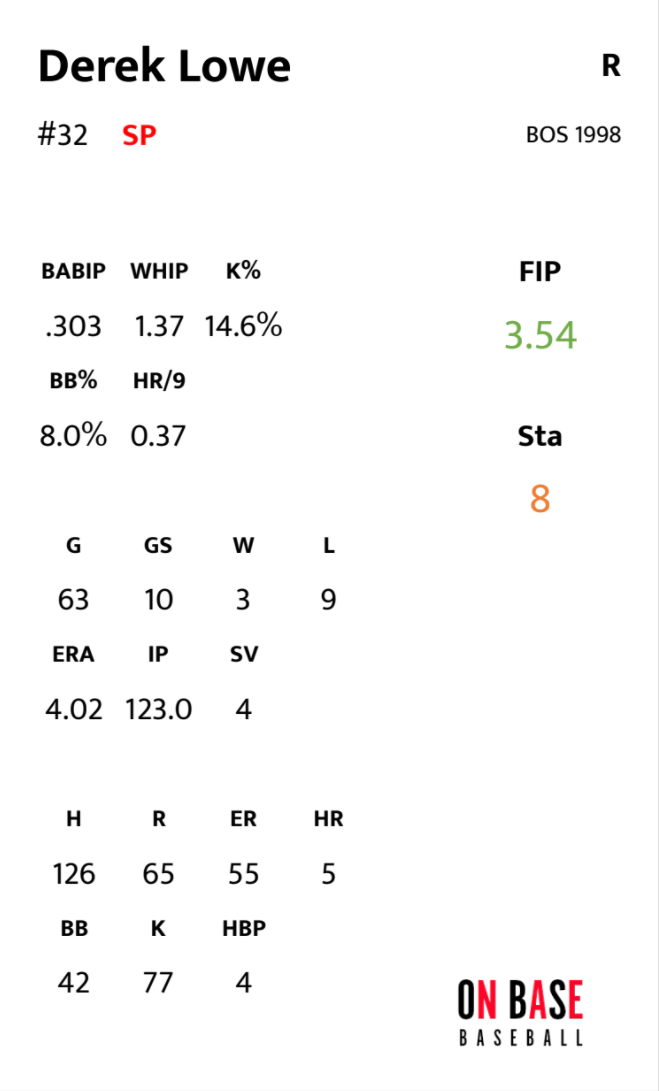 Derek Lowe R
#32 SP BOS 1998
BABIP WHIP K% FIP
.303 1.37 14.6% 3.54
BB% HR/9
8.0% 0.37 Sta
8
G GS W L
63 10 3 9
ERA IP SV
4.02 123.0 4
H R ER HR
126 65 55 5
BB K HBP
42 77 4
ON BASE
BASEBALL